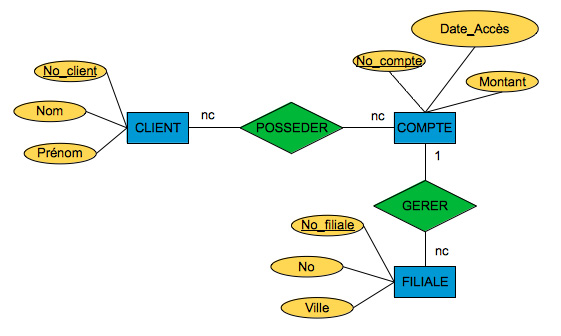 Date_Accès
No_compte
No_client
Montant
Nom
nc
nc
CLIENT
POSSEDER
COMPTE
Prénom
1
GERER
No_filiale
nc
No
FILIALE
Ville